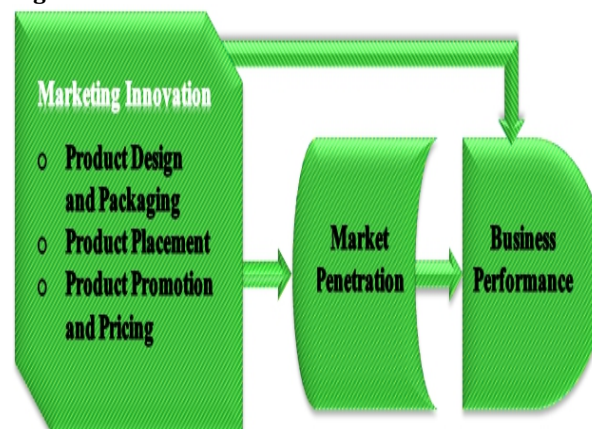 Marketing Innovation
o Product Design
and Packaging
o Product Placement
o Product Promotion
and Pricing
Market
Penetration
Business
Performance